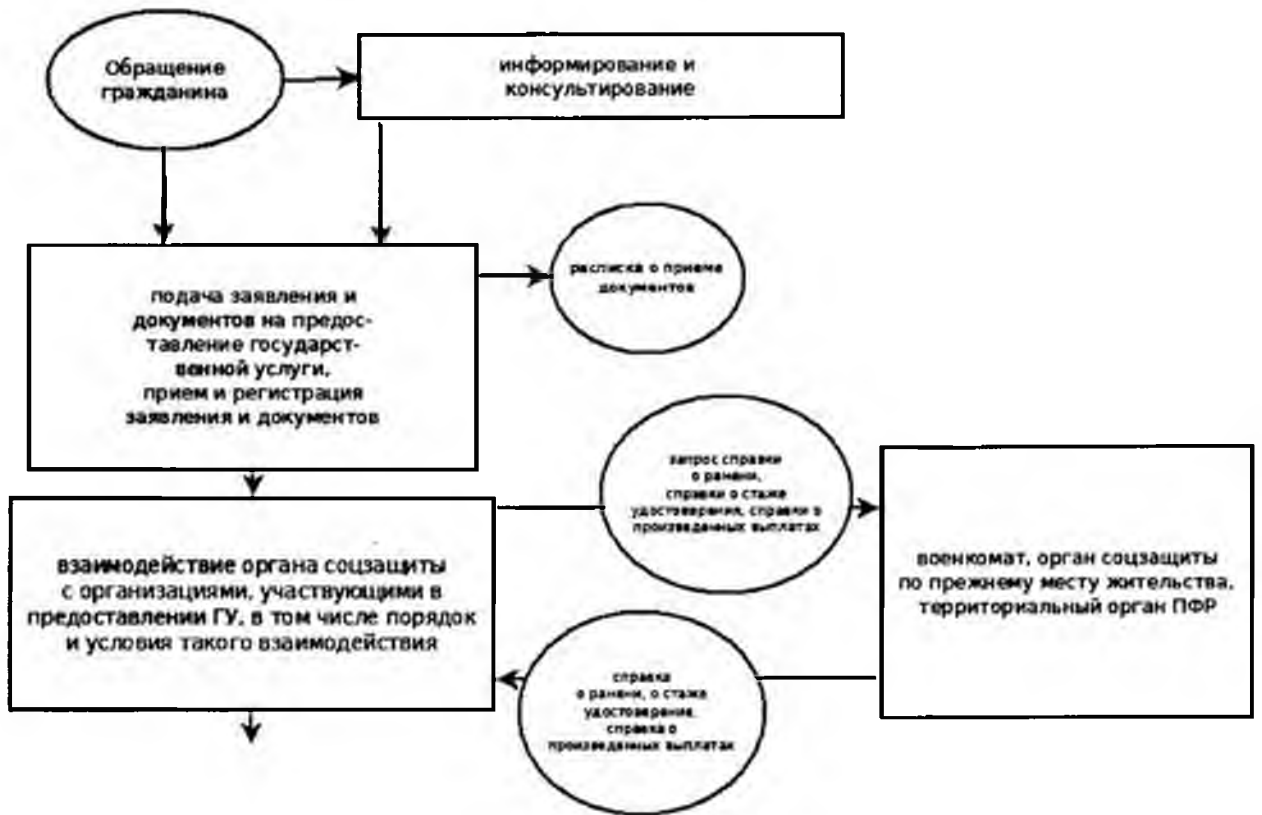 Обращение
гражданина
информирование и
консультирование
подача заявления и
документов на предос-
тавление государст-
венной услуги,
прием и регистрация
заявления и документов
расписка о приеме
документов
запрос справки
о ранени,
справки о стаже
удостоверения, справки о
произведенных выплатах
взаимодействие органа соцзащиты
с организациями, участвующими в
предоставлении ГУ, в том числе порядок
и условия такого взаимодействия
военкомат, орган соцзащиты
по прежнему месту жительства,
территориальный орган ПФР
справка
о ранени, о стаже
удостоверение,
справка о
произведенных выплатах